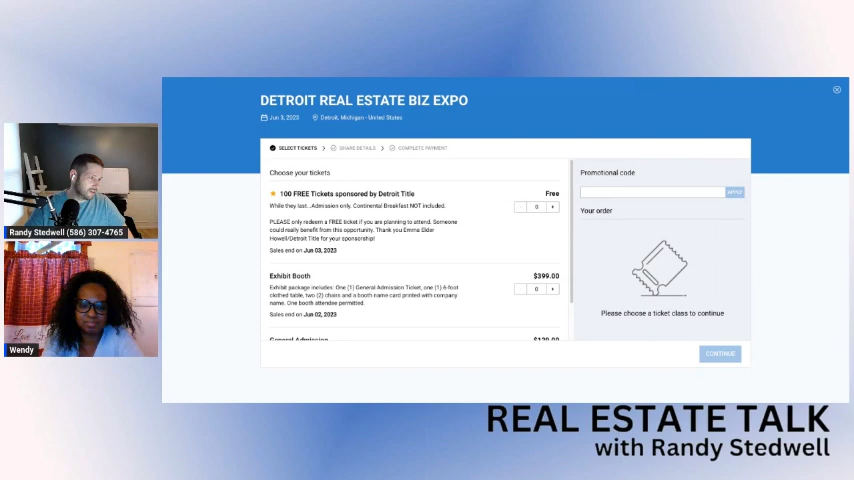 DETROIT REAL ESTATE BIZ EXPO
Jun 3, 2023
Detroit, Michigan - United States
SELECT TICKETS
SHARE DETAILS
COMPLETE PAYMENT
Choose your tickets
100 FREE Tickets sponsored by Detroit Title
Free
While they last...Admission only. Continental Breakfast NOT included.
0
+
PLEASE only redeem a FREE ticket if you are planning to attend. Someone
could really benefit from this opportunity. Thank you Emma Elder
Howell/Detroit Title for your sponsorship!
Sales end on Jun 03, 2023
Exhibit Booth
$399.00
Exhibit package includes: One (1) General Admission Ticket, one (1) 6-foot
clothed table, two (2) chairs and a booth name card printed with company
name. One booth attendee permitted.
0
+
Sales end on Jun 02, 2023
General Admission
Promotional code
APPLY
Your order
Please choose a ticket class to continue
CONTINUE
Randy Stedwell (586) 307-4765
Wendy
REAL ESTATE TALK
with Randy Stedwell